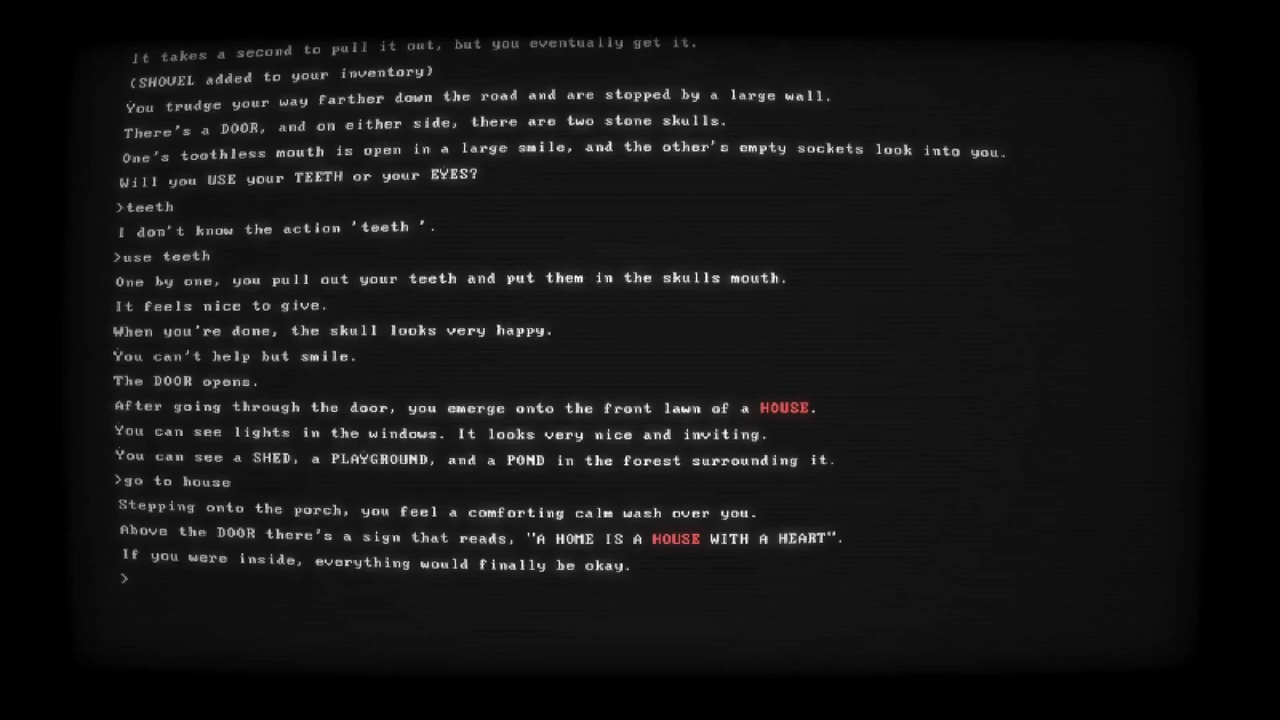 It takes a second to pull it out, but you eventually get it.
(SHOVEL added to your inventory)
You trudge your way farther down the road and are stopped by a large wall.
There's a DOOR, and on either side, there are two stone skulls.
One's toothless mouth is open in a large smile, and the other's empty sockets look into you.
Will you USE your TEETH or your EYES?
>teeth
I don't know the action 'teeth '.
>use teeth
One by one, you pull out your teeth and put them in the skulls mouth.
It feels nice to give.
When you're done, the skull looks very happy.
You can't help but smile.
The DOOR opens.
After going through the door, you emerge onto the front lawn of a HOUSE.
You can see lights in the windows. It looks very nice and inviting.
You can see a SHED, a PLAYGROUND, and a POND in the forest surrounding it.
>go to house
Stepping onto the porch, you feel a comforting calm wash over you.
Above the DOOR there's a sign that reads, "A HOME IS A HOUSE WITH A HEART".
If you were inside, everything would finally be okay.
>